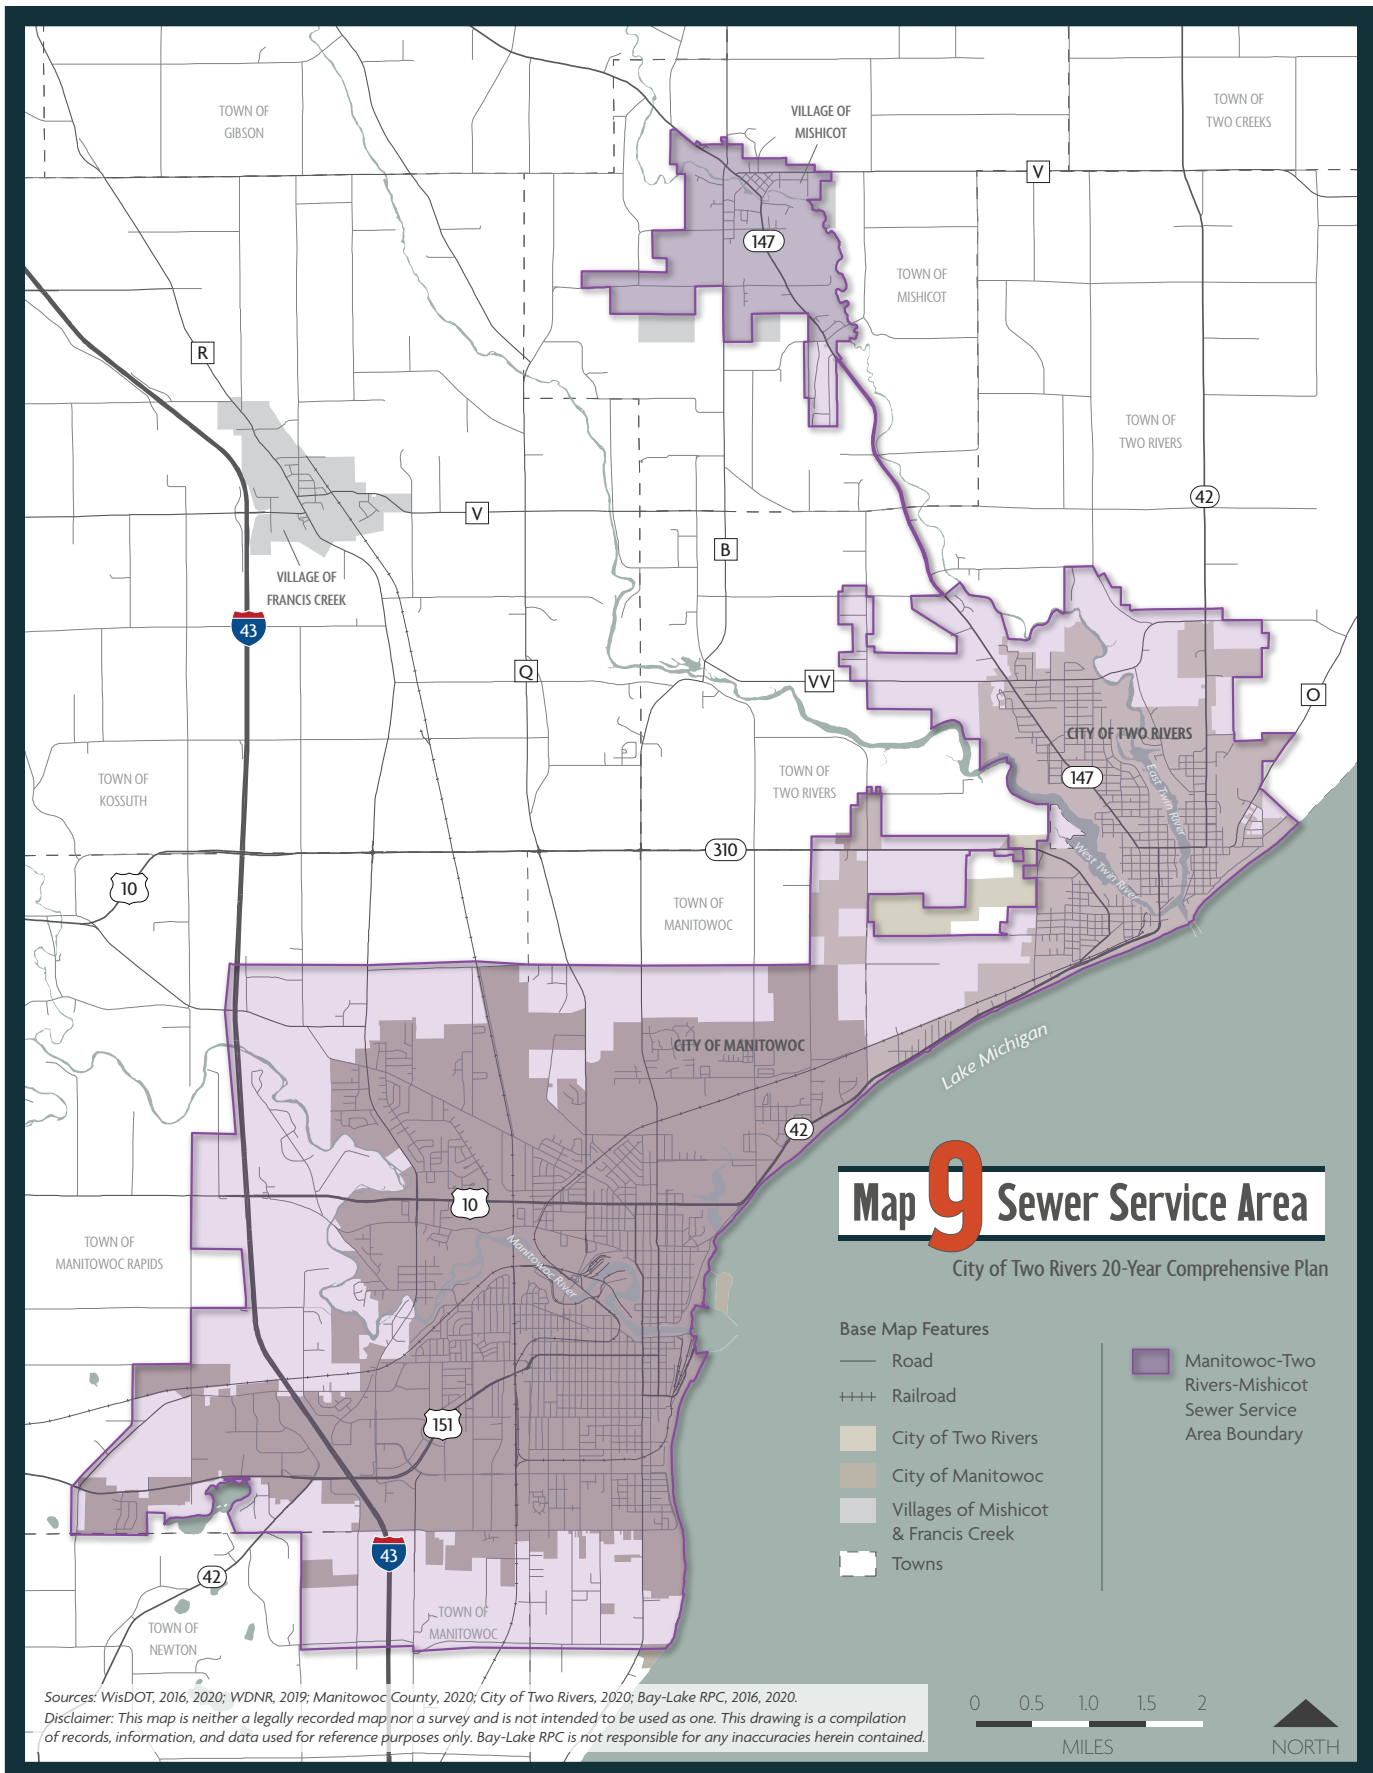 TOWN OF
GIBSON
VILLAGE OF
MISHICOT
TOWN OF
TWO CREEKS
V
147
TOWN OF
MISHICOT
R
TOWN OF
TWO RIVERS
42
V
B
VILLAGE OF
FRANCIS CREEK
43
Q
VV
O
CITY OF TWO RIVERS
147
East Twin River
TOWN OF
KOSSUTH
TOWN OF
TWO RIVERS
310
10
West Twin River
TOWN OF
MANITOWOC
CITY OF MANITOWOC
Lake Michigan
42
10
TOWN OF
MANITOWOC RAPIDS
Manitowoc River
151
43
42
TOWN OF
MANITOWOC
TOWN OF
NEWTON
Map 9 Sewer Service Area
City of Two Rivers 20-Year Comprehensive Plan
Base Map Features
Road
Railroad
City of Two Rivers
City of Manitowoc
Villages of Mishicot
& Francis Creek
Towns
Manitowoc-Two
Rivers-Mishicot
Sewer Service
Area Boundary
Sources: WisDOT, 2016, 2020; WDNR, 2019; Manitowoc County, 2020; City of Two Rivers, 2020; Bay-Lake RPC, 2016, 2020.
Disclaimer: This map is neither a legally recorded map nor a survey and is not intended to be used as one. This drawing is a compilation
of records, information, and data used for reference purposes only. Bay-Lake RPC is not responsible for any inaccuracies herein contained.
0 0.5 1.0 1.5 2
MILES
NORTH